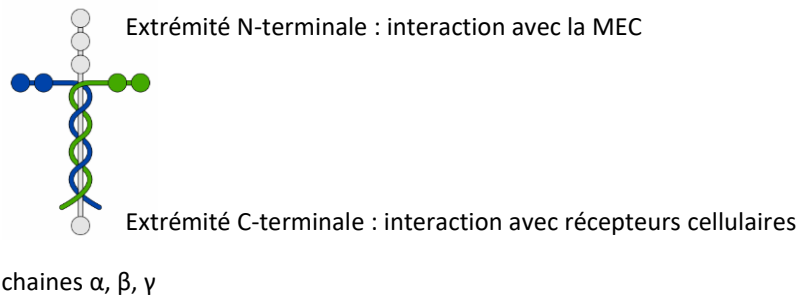 Extrémité N-terminale : interaction avec la MEC
Extrémité C-terminale : interaction avec récepteurs cellulaires
chaines α, β, γ